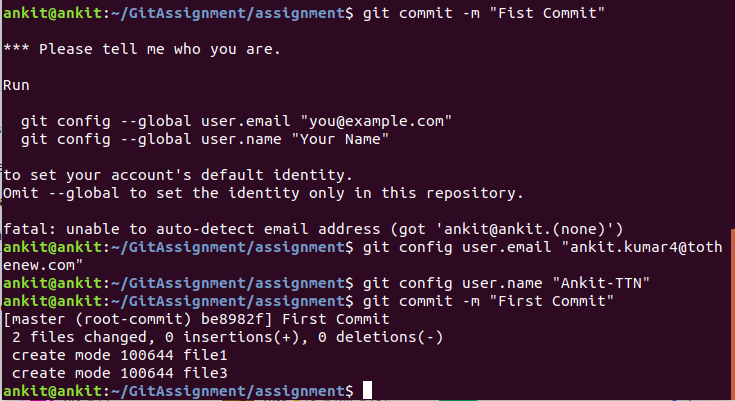 ankit@ankit:~/GitAssignment/assignment$ git commit -m "Fist Commit"
*** Please tell me who you are.
Run
git config --global user.email "you@example.com"
git config --global user.name "Your Name"
to set your account's default identity.
Omit --global to set the identity only in this repository.
fatal: unable to auto-detect email address (got 'ankit@ankit.(none)')
ankit@ankit:~/GitAssignment/assignment$ git config user.email "ankit.kumar4@toth
enew.com"
ankit@ankit:~/GitAssignment/assignment$ git config user.name "Ankit-TTN"
ankit@ankit:~/GitAssignment/assignment$ git commit -m "First Commit"
[master (root-commit) be8982f] First Commit
2 files changed, 0 insertions(+), 0 deletions(-)
create mode 100644 file1
create mode 100644 file3
ankit@ankit:~/GitAssignment/assignment$